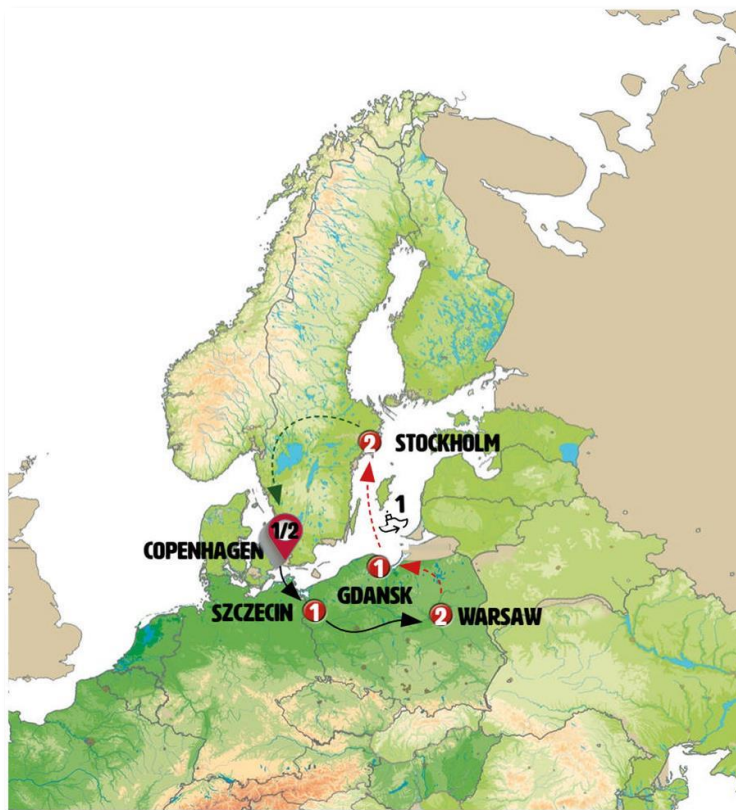 2
STOCKHOLM
1
1/2
COPENHAGEN
1
GDANSK
SZCZECIN
1
2
WARSAW